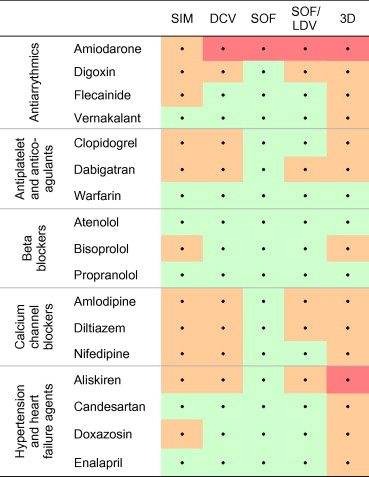 SIM DCV SOF SOF/ 3D
LDV
Antiarrythmics
Amiodarone • • • • •
Digoxin • • • • •
Flecainide • • • • •
Vernakalant • • • • •
Antiplatelet
and antico-
agulants
Clopidogrel • • • • •
Dabigatran • • • • •
Warfarin • • • • •
Beta
blockers
Atenolol • • • • •
Bisoprolol • • • • •
Propranolol • • • • •
Calcium
channel
blockers
Amlodipine • • • • •
Diltiazem • • • • •
Nifedipine • • • • •
Hypertension
and heart
failure agents
Aliskiren • • • • •
Candesartan • • • • •
Doxazosin • • • • •
Enalapril • • • • •